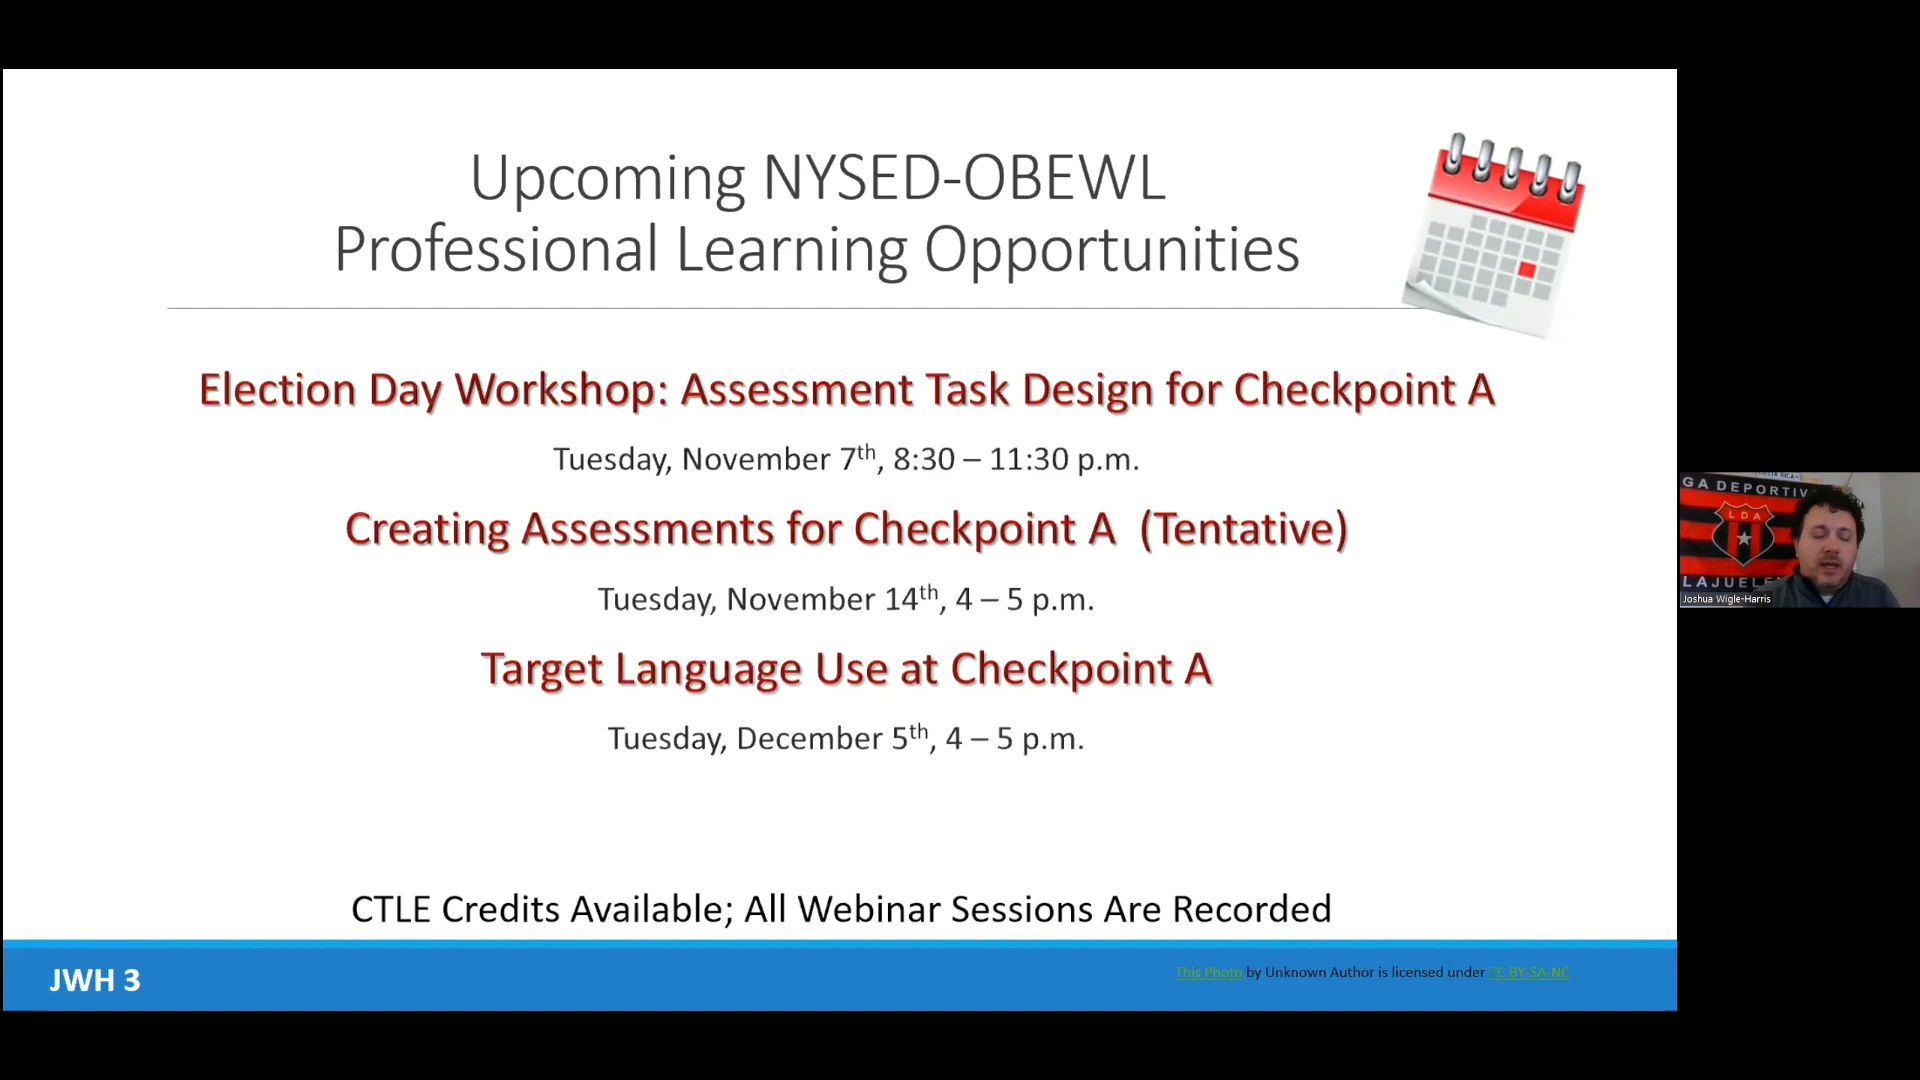 Upcoming NYSED-OBEWL
Professional Learning Opportunities
Election Day Workshop: Assessment Task Design for Checkpoint A
Tuesday, November 7th, 8:30 – 11:30 p.m.
Creating Assessments for Checkpoint A (Tentative)
Tuesday, November 14th, 4 – 5 p.m.
Target Language Use at Checkpoint A
Tuesday, December 5th, 4 – 5 p.m.
CTLE Credits Available; All Webinar Sessions Are Recorded
JWH 3
This Photo by Unknown Author is licensed under CC BY-SA-NC
COSTA RICA
GA DEPORTIV
LDA
LAJUELE
Joshua Wigle-Harris